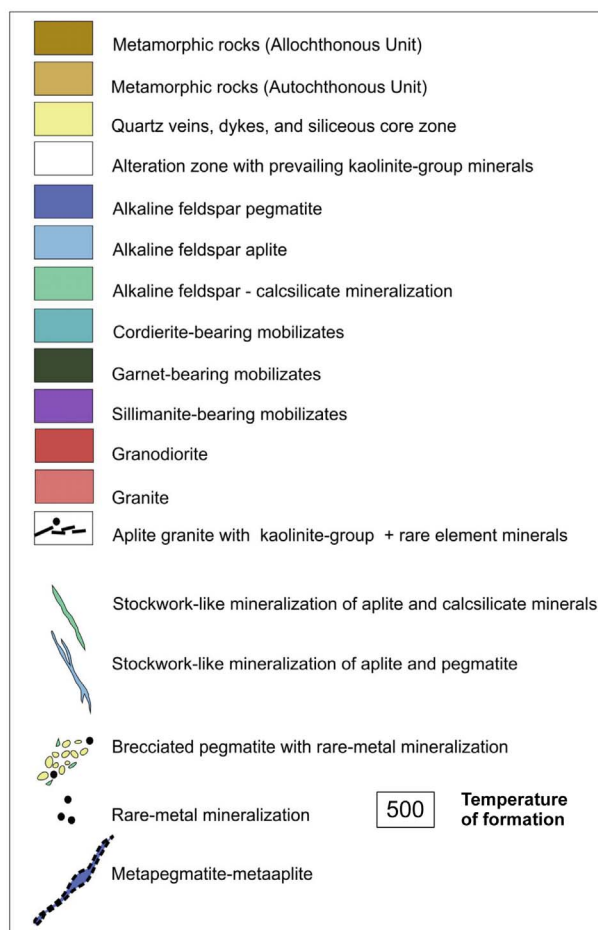 Metamorphic rocks (Allochthonous Unit)
Metamorphic rocks (Autochthonous Unit)
Quartz veins, dykes, and siliceous core zone
Alteration zone with prevailing kaolinite-group minerals
Alkaline feldspar pegmatite
Alkaline feldspar aplite
Alkaline feldspar - calcsilicate mineralization
Cordierite-bearing mobilizates
Garnet-bearing mobilizates
Sillimanite-bearing mobilizates
Granodiorite
Granite
Aplite granite with kaolinite-group + rare element minerals
Stockwork-like mineralization of aplite and calcsilicate minerals
Stockwork-like mineralization of aplite and pegmatite
Brecciated pegmatite with rare-metal mineralization
Rare-metal mineralization
500
Temperature
of formation
Metapegmatite-metaaplite